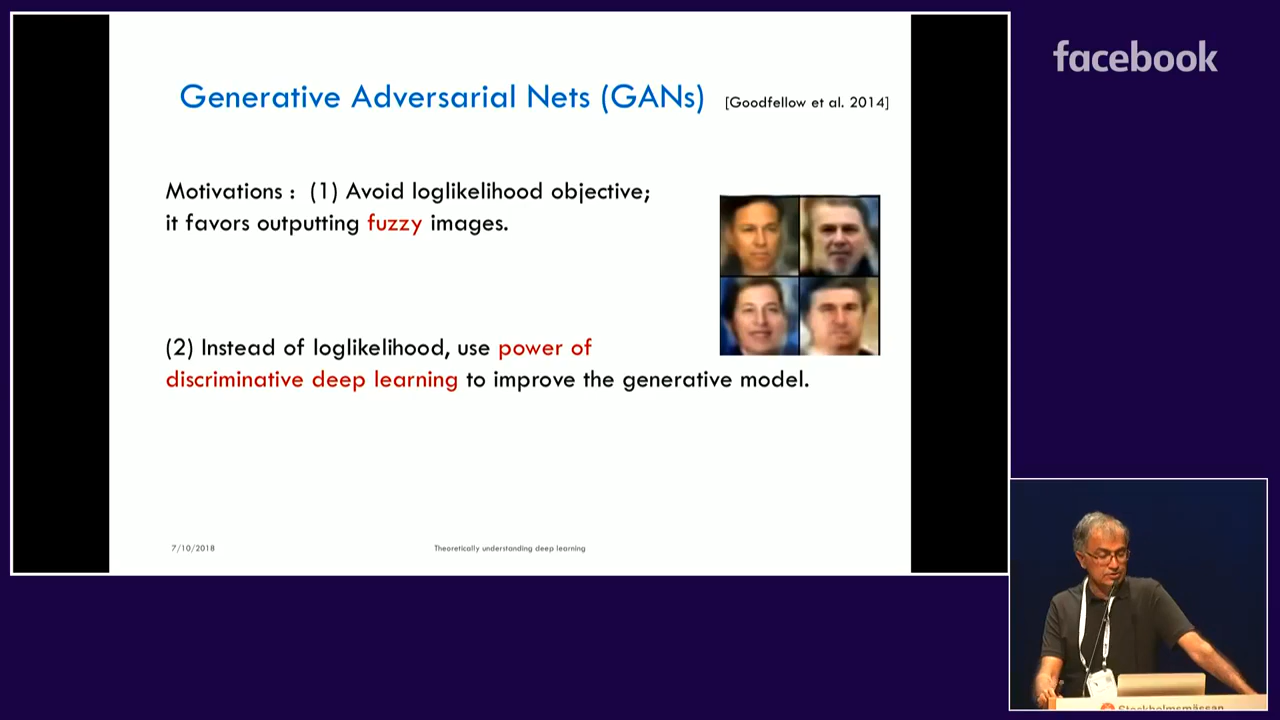 facebook
Generative Adversarial Nets (GANs) [Goodfellow et al. 2014]
Motivations : (1) Avoid loglikelihood objective;
it favors outputting fuzzy images.
(2) Instead of loglikelihood, use power of
discriminative deep learning to improve the generative model.
7/10/2018
Theoretically understanding deep learning
Stockholmsmässan